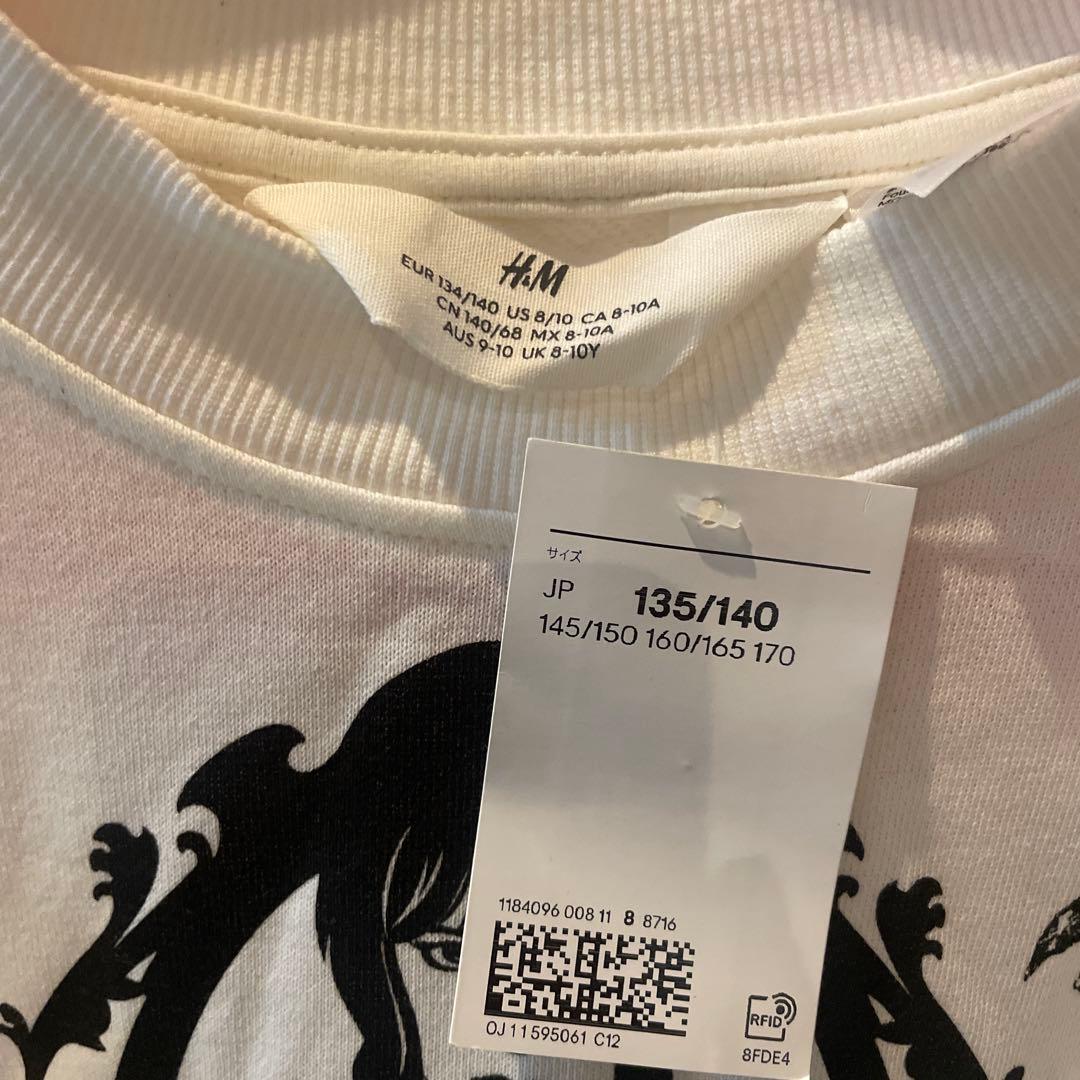 H&M
EUR 134/140 US 8/10 CA 8-10A
CN 140/68 MX 8-10A
AUS 9-10 UK 8-10Y
サイズ
JP 135/140
145/150 160/165 170
1184096 008 11 8 8716
OJ 11595061 C12
RFID
8FDE4